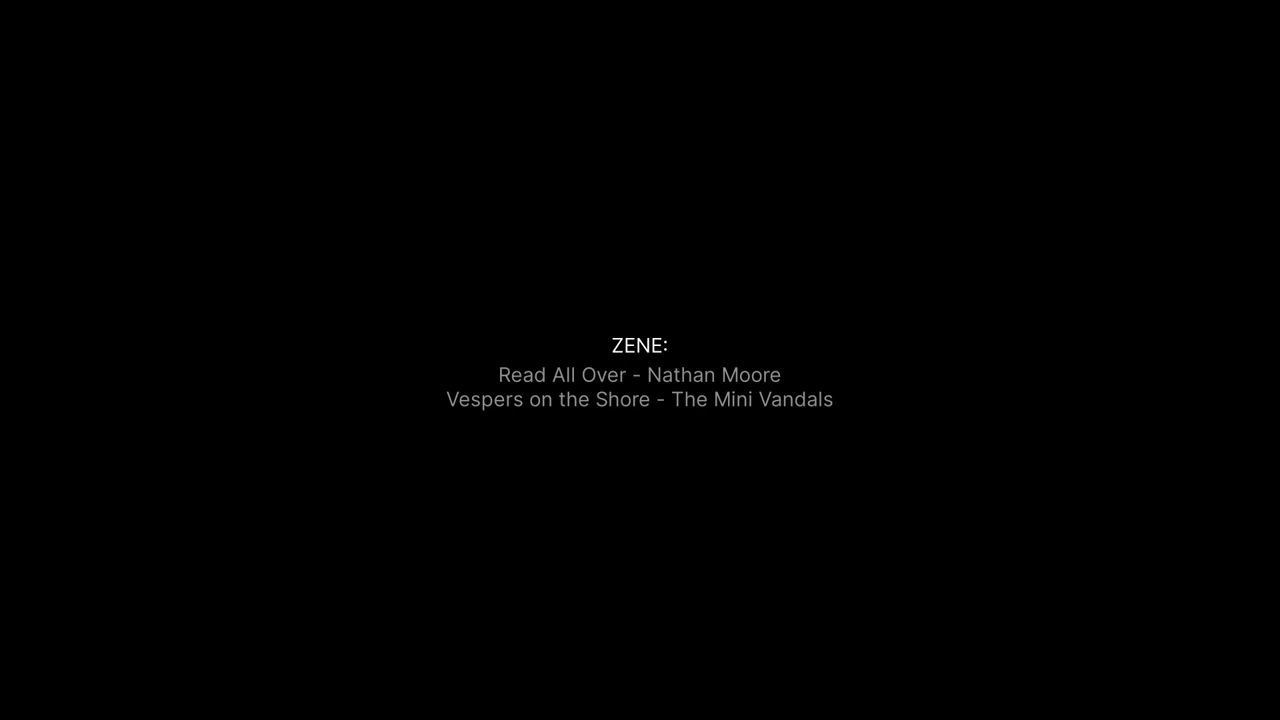 ZENE:
Read All Over - Nathan Moore
Vespers on the Shore - The Mini Vandals